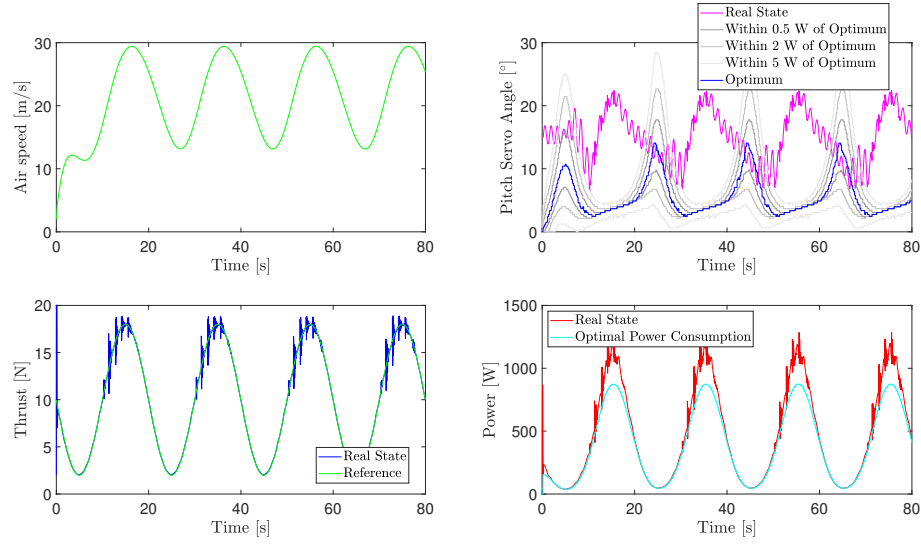 Real State
Within 0.5 W of Optimum
Within 2 W of Optimum
Within 5 W of Optimum
Optimum
30
20
10
0
Air speed [m/s]
0 20 40 60 80
Time [s]
30
20
10
0
Pitch Servo Angle [°]
0 20 40 60 80
Time [s]
20
15
10
5
0
Thrust [N]
Real State
Reference
0 20 40 60 80
Time [s]
1500
1000
500
0
Power [W]
Real State
Optimal Power Consumption
0 20 40 60 80
Time [s]